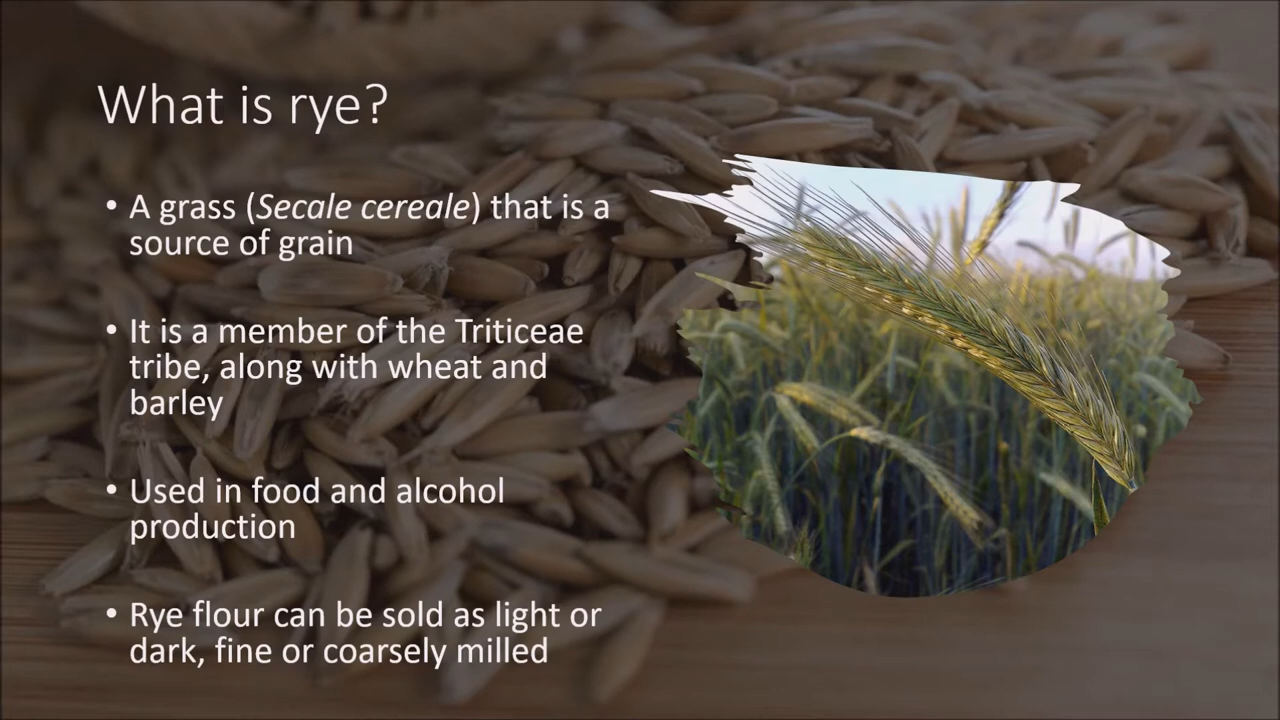 What is rye?
• A grass (Secale cereale) that is a
source of grain
• It is a member of the Triticeae
tribe, along with wheat and
barley
• Used in food and alcohol
production
• Rye flour can be sold as light or
dark, fine or coarsely milled